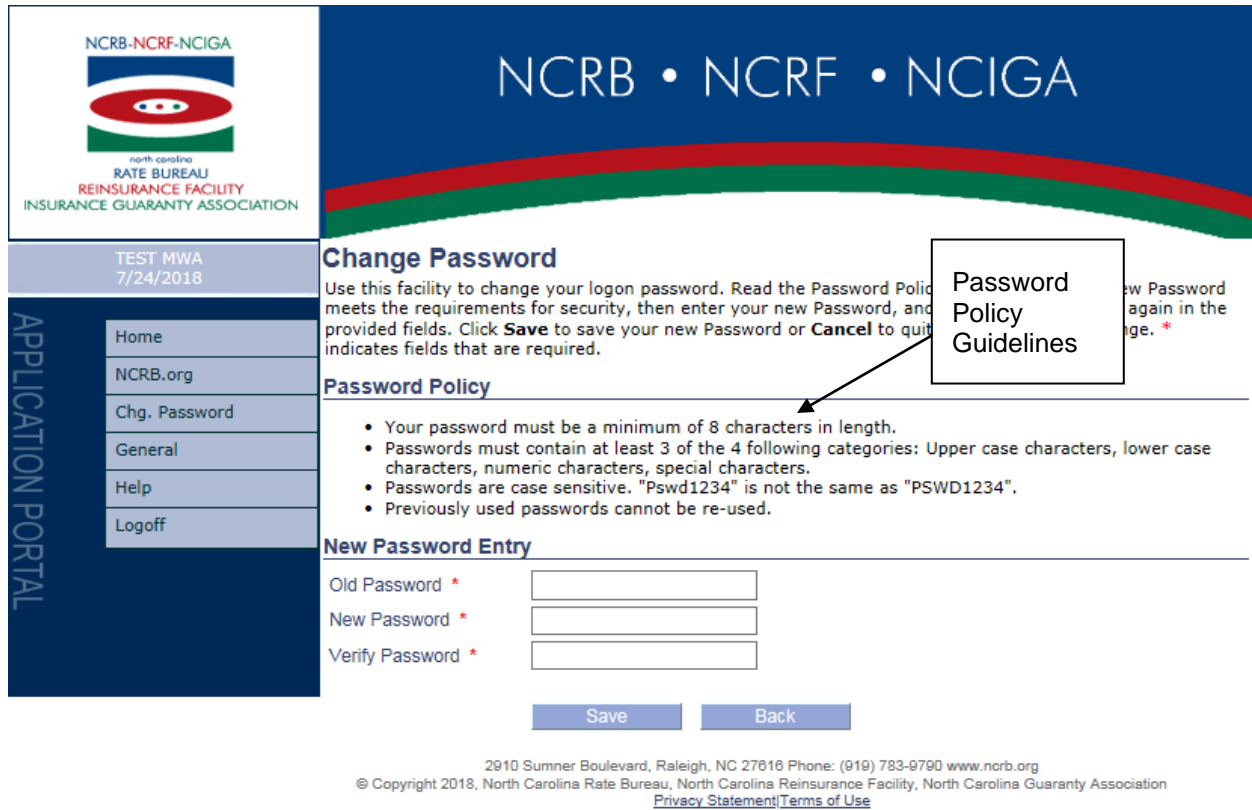 NCRB-NCRF-NCIGA
north carolina
RATE BUREAU
REINSURANCE FACILITY
INSURANCE GUARANTY ASSOCIATION
NCRB • NCRF • NCIGA
TEST MWA
7/24/2018
APPLICATION PORTAL
Home
NCRB.org
Chg. Password
General
Help
Logoff
Change Password
Use this facility to change your logon password. Read the Password Polic w Password
meets the requirements for security, then enter your new Password, and again in the
provided fields. Click Save to save your new Password or Cancel to quit nge. *
indicates fields that are required.
Password
Policy
Guidelines
Password Policy
• Your password must be a minimum of 8 characters in length.
• Passwords must contain at least 3 of the 4 following categories: Upper case characters, lower case
characters, numeric characters, special characters.
• Passwords are case sensitive. "Pswd1234" is not the same as "PSWD1234".
• Previously used passwords cannot be re-used.
New Password Entry
Old Password *
New Password *
Verify Password *
Save Back
2910 Sumner Boulevard, Raleigh, NC 27616 Phone: (919) 783-9790 www.ncrb.org
© Copyright 2018, North Carolina Rate Bureau, North Carolina Reinsurance Facility, North Carolina Guaranty Association
Privacy Statement|Terms of Use